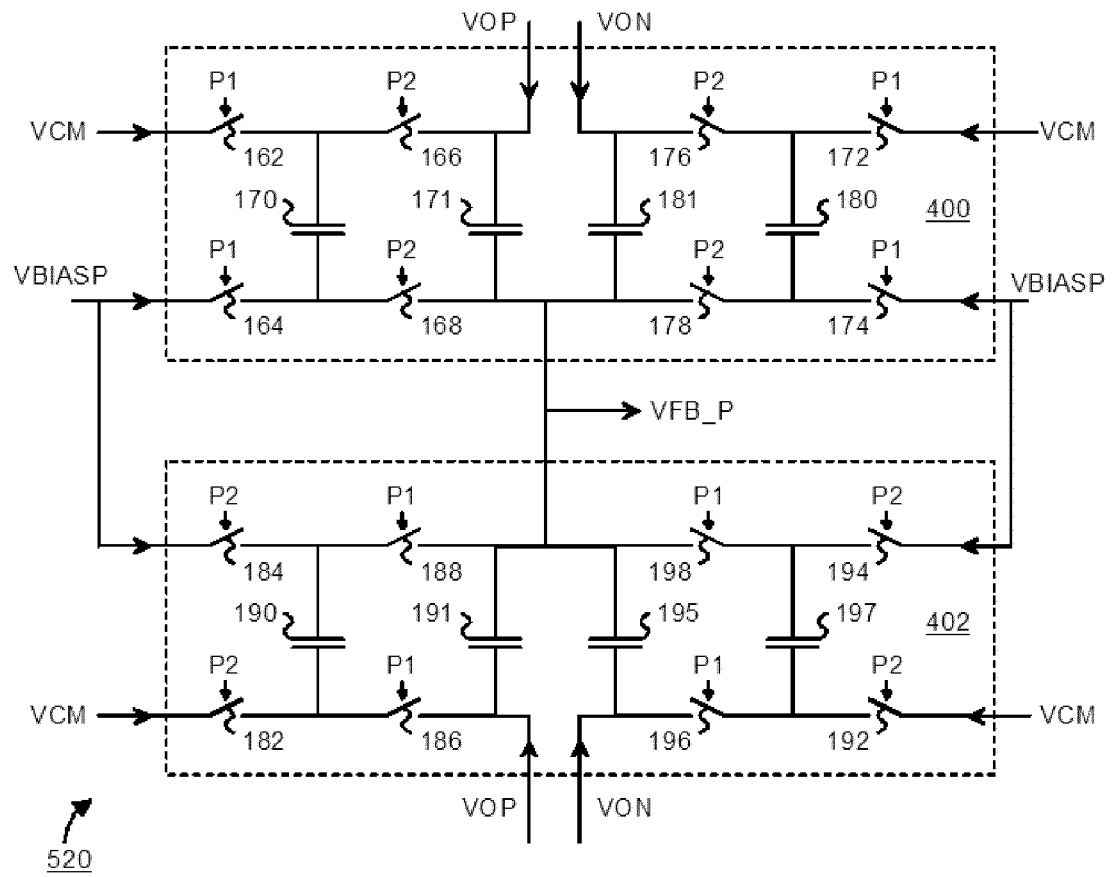 VOP VON
P1 P2 P2 P1
VCM VCM
162 166 176 172
170 171 181 180 400
P1 P2 P2 P1
VBIASP VBIASP
164 168 178 174
VFB_P
P2 P1 P1 P2
184 188 198 194
190 191 195 197 402
P2 P1 P1 P2
VCM VCM
182 186 196 192
VOP VON
520